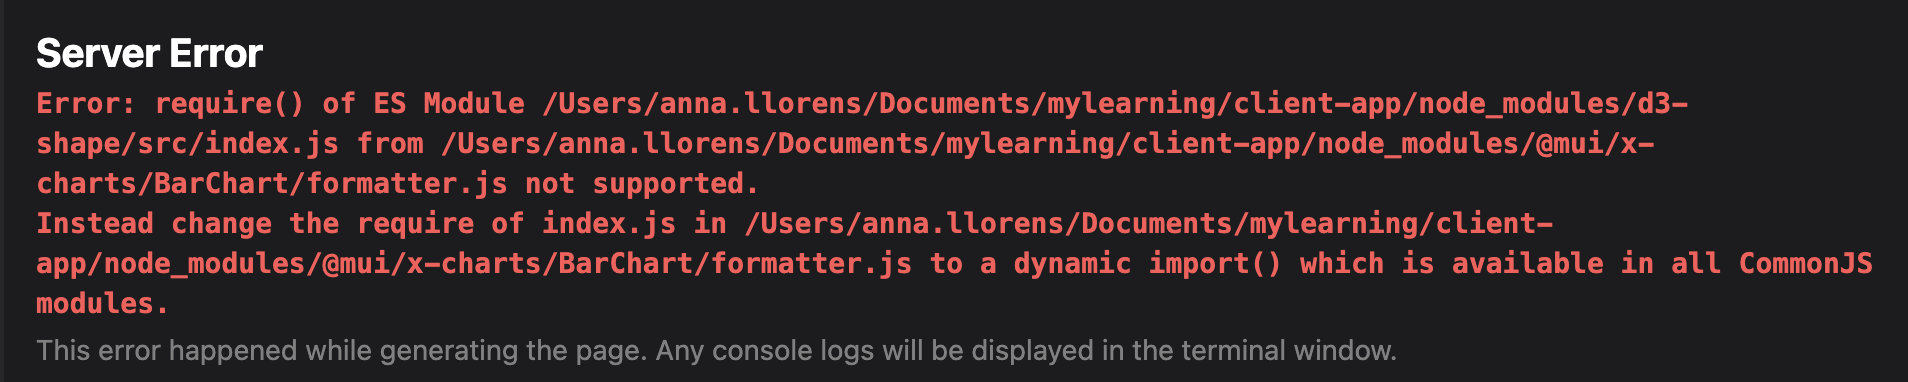 Server Error
Error: require() of ES Module /Users/anna.llorens/Documents/mylearning/client-app/node_modules/d3-
shape/src/index.js from /Users/anna.llorens/Documents/mylearning/client-app/node_modules/@mui/x-
charts/BarChart/formatter.js not supported.
Instead change the require of index.js in /Users/anna.llorens/Documents/mylearning/client-
app/node_modules/@mui/x-charts/BarChart/formatter.js to a dynamic import() which is available in all CommonJS
modules.
This error happened while generating the page. Any console logs will be displayed in the terminal window.